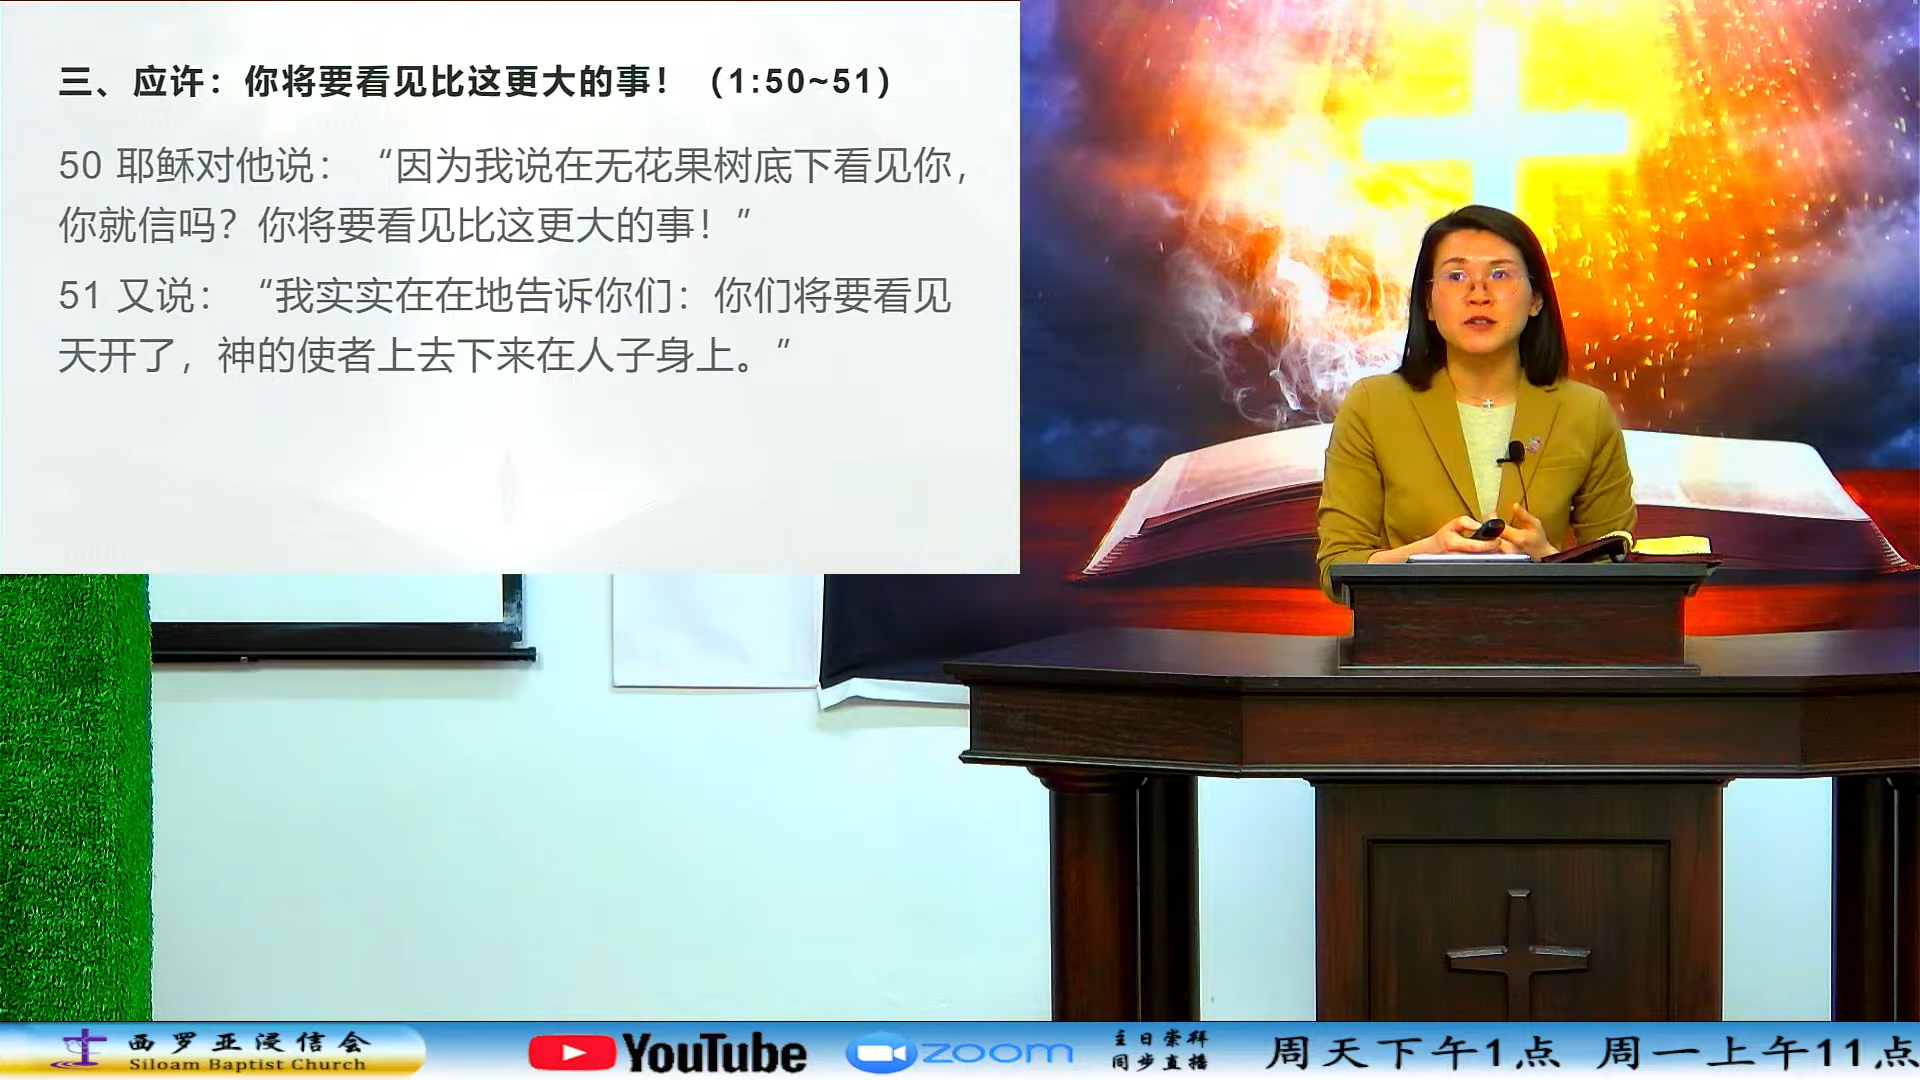 三、应许：你将要看见比这更大的事！（1:50~51）
50 耶稣对他说：“因为我说在无花果树底下看见你，
你就信吗？你将要看见比这更大的事！”
51 又说：“我实实在在地告诉你们：你们将要看见
天开了，神的使者上去下来在人子身上。”
西罗亚浸信会
Siloam Baptist Church
YouTube
zoom
主日崇拜
同步直播
周天下午1点 周一上午11点